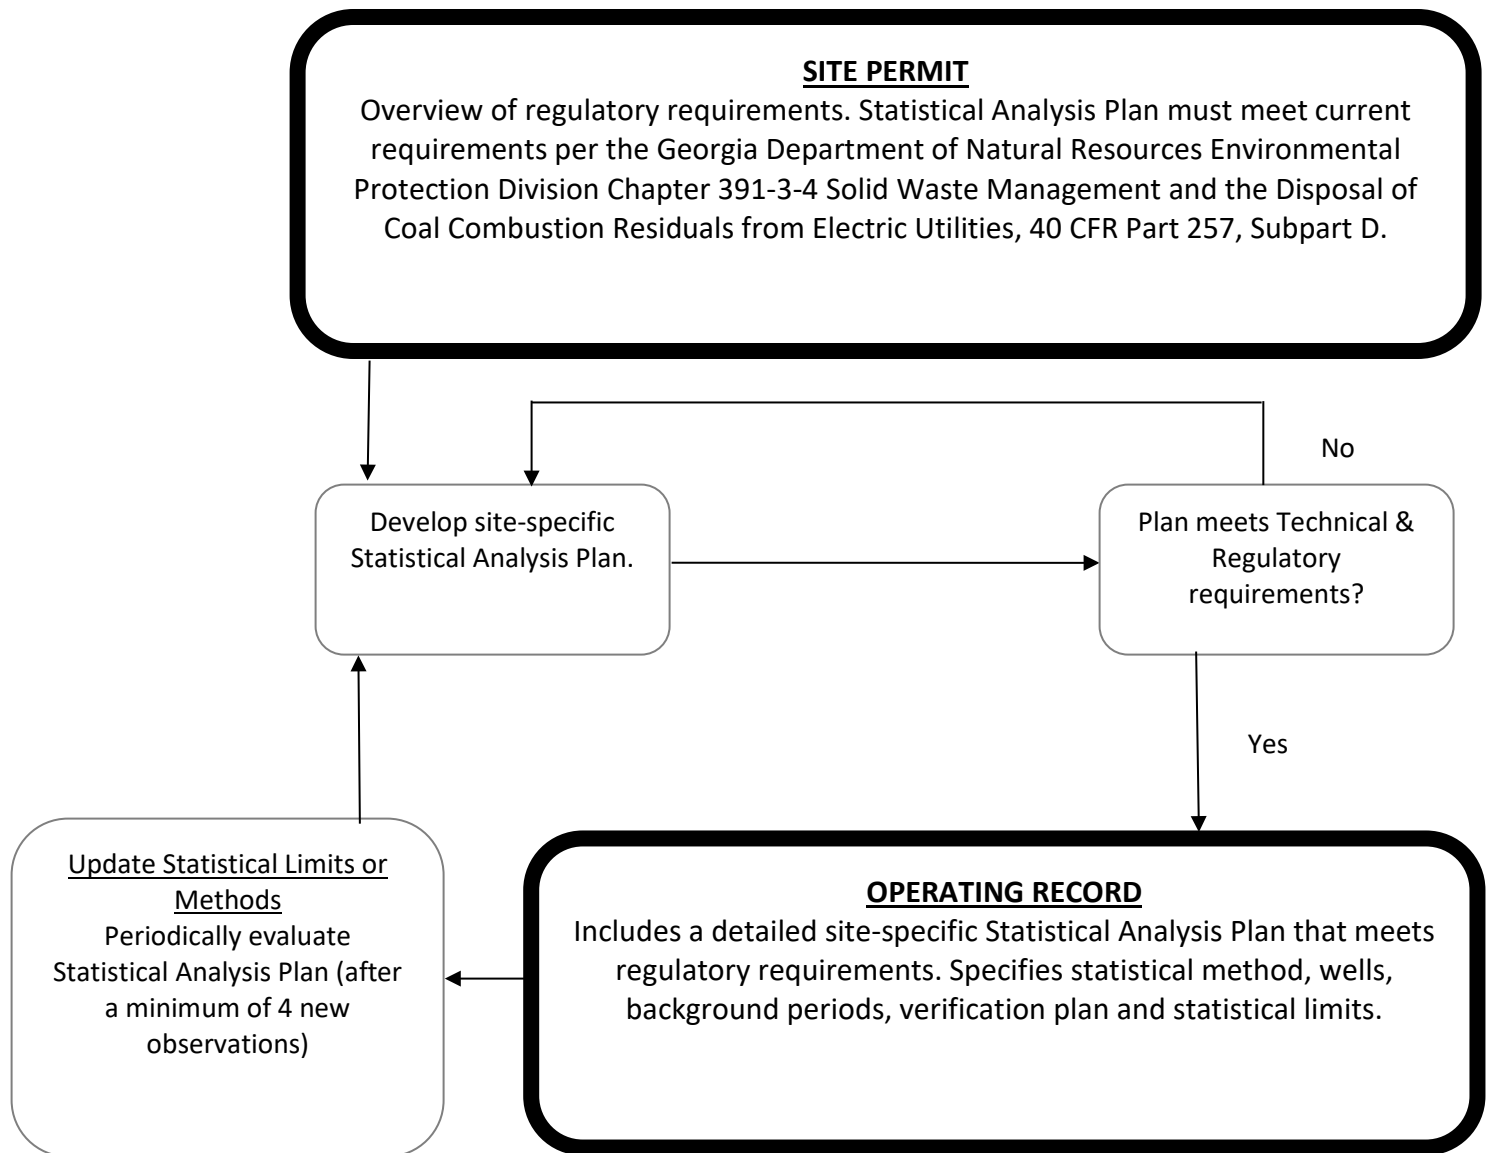 SITE PERMIT
Overview of regulatory requirements. Statistical Analysis Plan must meet current
requirements per the Georgia Department of Natural Resources Environmental
Protection Division Chapter 391-3-4 Solid Waste Management and the Disposal of
Coal Combustion Residuals from Electric Utilities, 40 CFR Part 257, Subpart D.
No
Develop site-specific
Statistical Analysis Plan.
Plan meets Technical &
Regulatory
requirements?
Yes
Update Statistical Limits or
Methods
Periodically evaluate
Statistical Analysis Plan (after
a minimum of 4 new
observations)
OPERATING RECORD
Includes a detailed site-specific Statistical Analysis Plan that meets
regulatory requirements. Specifies statistical method, wells,
background periods, verification plan and statistical limits.